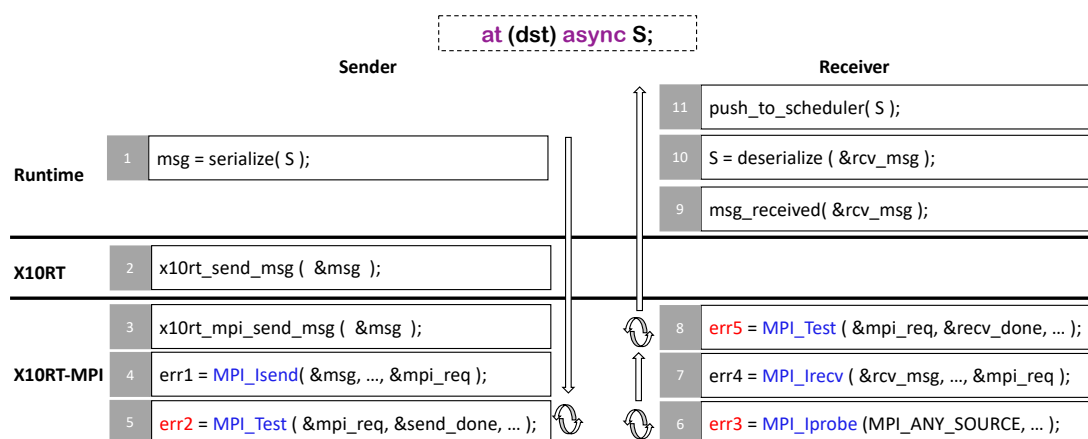 at (dst) async S;
Sender
Receiver
11 push_to_scheduler( S );
1 msg = serialize( S );
10 S = deserialize ( &rcv_msg );
Runtime
9 msg_received( &rcv_msg );
X10RT
2 x10rt_send_msg ( &msg );
3 x10rt_mpi_send_msg ( &msg );
8 err5 = MPI_Test ( &mpi_req, &recv_done, … );
X10RT-MPI
4 err1 = MPI_Isend( &msg, …, &mpi_req );
7 err4 = MPI_Irecv ( &rcv_msg, …, &mpi_req );
5 err2 = MPI_Test ( &mpi_req, &send_done, … );
6 err3 = MPI_Iprobe (MPI_ANY_SOURCE, … );